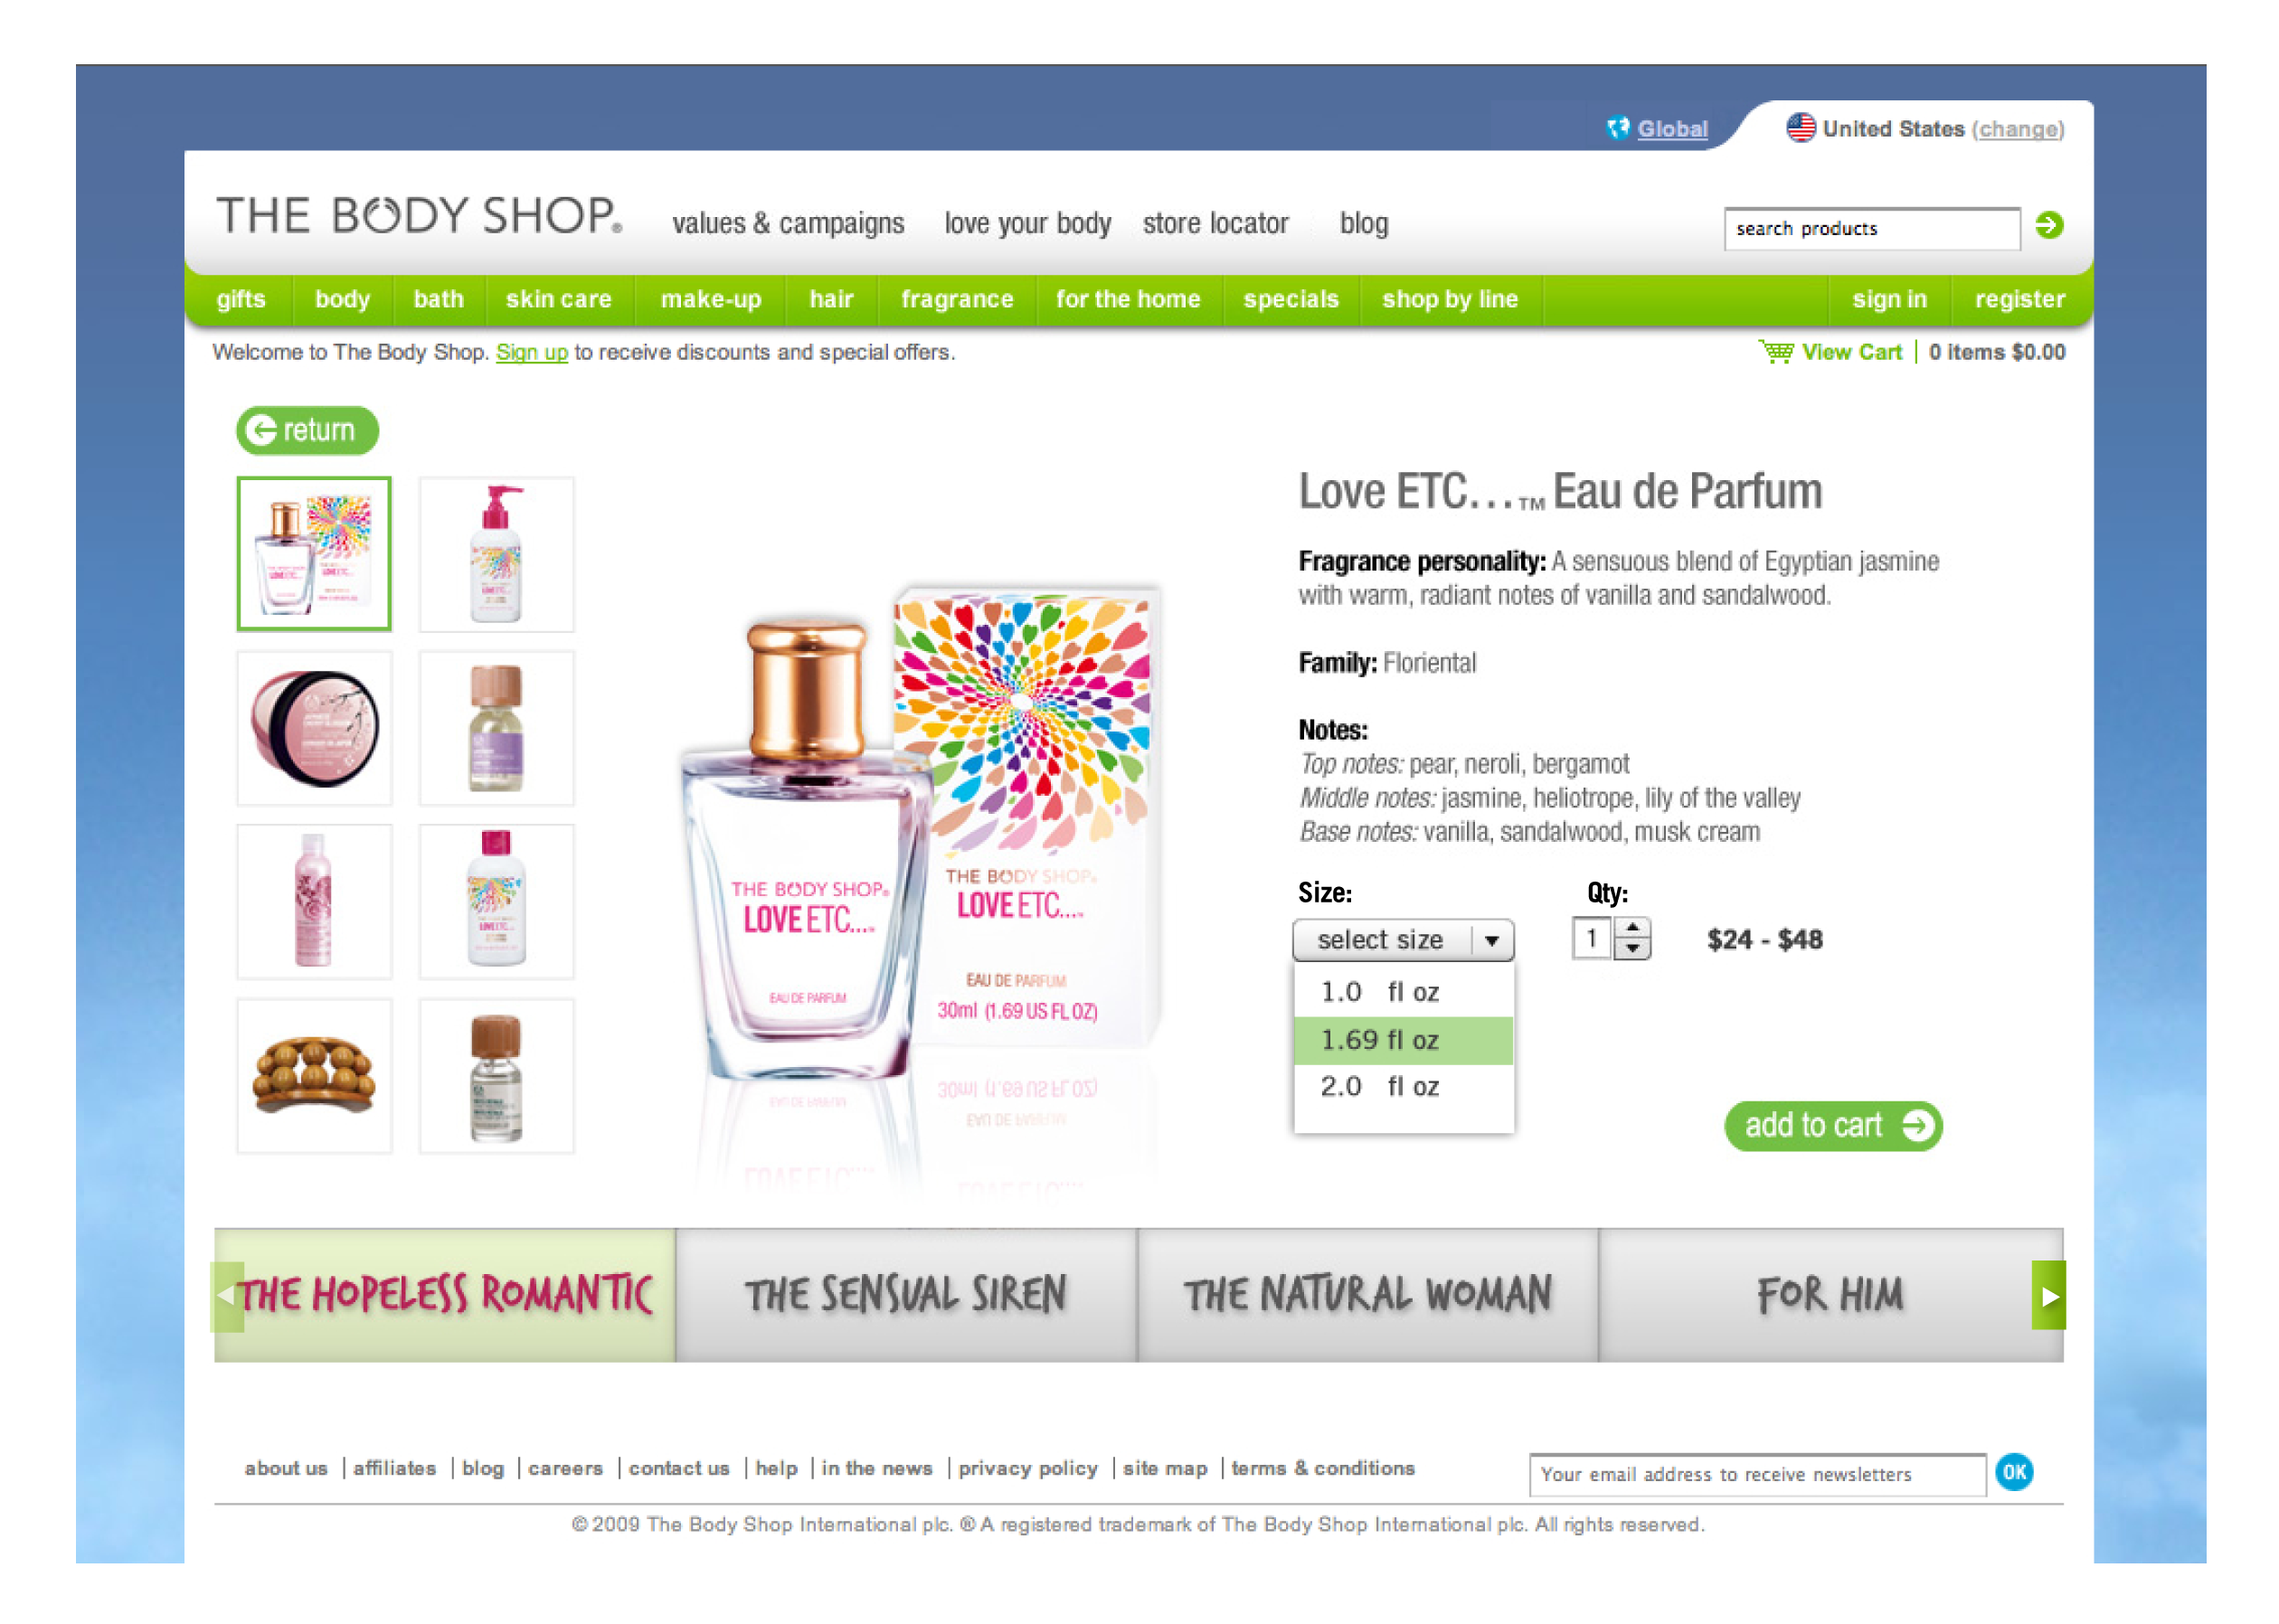 Global
United States (change)
THE BODY SHOP®
values & campaigns love your body store locator blog
search products
gifts body bath skin care make-up hair fragrance for the home specials shop by line sign in register
Welcome to The Body Shop. Sign up to receive discounts and special offers.
View Cart | 0 items $0.00
return
Love ETC...™ Eau de Parfum
Fragrance personality: A sensuous blend of Egyptian jasmine
with warm, radiant notes of vanilla and sandalwood.
Family: Floriental
Notes:
Top notes: pear, neroli, bergamot
Middle notes: jasmine, heliotrope, lily of the valley
Base notes: vanilla, sandalwood, musk cream
Size: Qty:
select size 1 $24 - $48
1.0 fl oz
1.69 fl oz
2.0 fl oz
add to cart
THE BODY SHOP®
LOVE ETC...™
EAU DE PARFUM
THE BODY SHOP®
LOVE ETC...™
EAU DE PARFUM
30ml (1.69 US FL OZ)
THE HOPELESS ROMANTIC
THE SENSUAL SIREN
THE NATURAL WOMAN
FOR HIM
about us | affiliates | blog | careers | contact us | help | in the news | privacy policy | site map | terms & conditions
Your email address to receive newsletters
OK
© 2009 The Body Shop International plc. ® A registered trademark of The Body Shop International plc. All rights reserved.